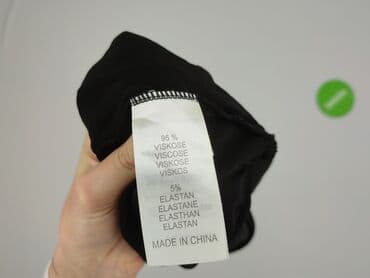 95 %
VISKOSE
VISCOSE
VISKOSE
VISKOS
5%
ELASTAN
ELASTANE
ELASTHAN
ELASTAN
MADE IN CHINA